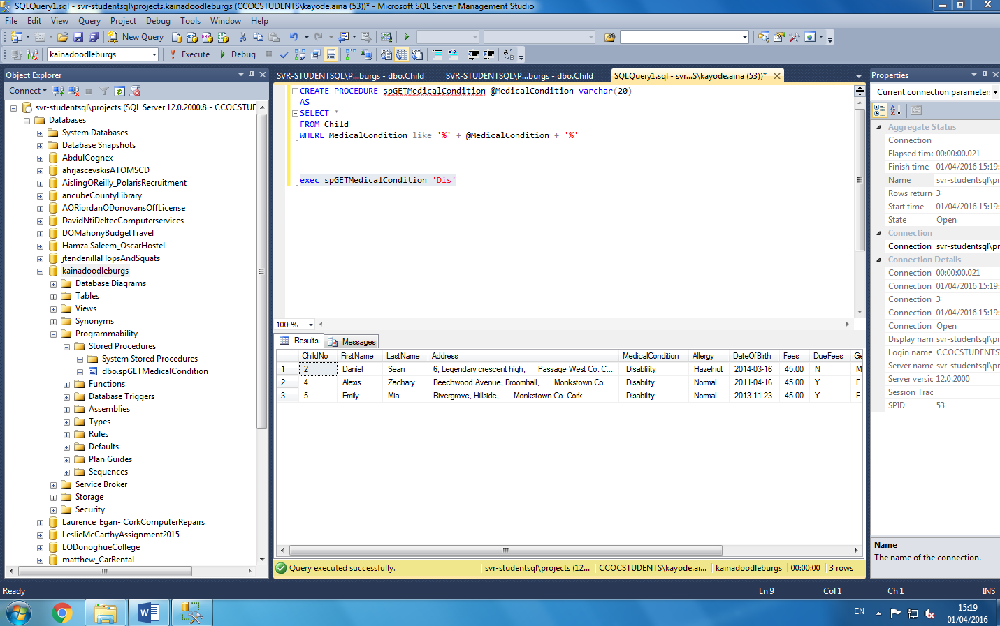 SQLQuery1.sql - svr-studentsql\projects.kainadoodleburgs (CCOCSTUDENTS\kayode.aina (53))* - Microsoft SQL Server Management Studio
File Edit View Query Project Debug Tools Window Help
New Query
kainadoodleburgs Execute Debug
Object Explorer
Connect
svr-studentsql\projects (SQL Server 12.0.2000.8 - CCOCSTUD
Databases
System Databases
Database Snapshots
AbdulCognex
ahrjascevskisATOMSCD
AislingOReilly_PolarisRecruitment
ancubeCountyLibrary
AORiordanODonovansOffLicense
DavidNtiDeltecComputerservices
DOMahonyBudgetTravel
Hamza Saleem_OscarHostel
jtendenillaHopsAndSquats
kainadoodleburgs
Database Diagrams
Tables
Views
Synonyms
Programmability
Stored Procedures
System Stored Procedures
dbo.spGETMedicalCondition
Functions
Database Triggers
Assemblies
Types
Rules
Defaults
Plan Guides
Sequences
Service Broker
Storage
Security
Laurence_Egan- CorkComputerRepairs
LeslieMcCarthyAssignment2015
LODonoghueCollege
matthew_CarRental
SVR-STUDENTSQL\P...burgs - dbo.Child SVR-STUDENTSQL\P...burgs - dbo.Child SQLQuery1.sql - svr...S\kayode.aina (53))*
CREATE PROCEDURE spGETMedicalCondition @MedicalCondition varchar(20)
AS
SELECT *
FROM Child
WHERE MedicalCondition like '%' + @MedicalCondition + '%'
exec spGETMedicalCondition 'Dis'
100 %
Results Messages
ChildNo FirstName LastName Address MedicalCondition Allergy DateOfBirth Fees DueFees Ge
1 2 Daniel Sean 6, Legendary crescent high, Passage West Co. C... Disablility Hazelnut 2014-03-16 45.00 N M
2 4 Alexis Zachary Beechwood Avenue, Broomhall, Monkstown Co.... Disability Normal 2011-04-16 45.00 Y F
3 5 Emily Mia Rivergrove, Hillside, Monkstown Co. Cork Disability Normal 2013-11-23 45.00 Y F
Query executed successfully. svr-studentsql\projects (12... CCOCSTUDENTS\kayode.ai... kainadoodleburgs 00:00:00 3 rows
Properties
Current connection parameters
Aggregate Status
Connection
Elapsed time 00:00:00.021
Finish time 01/04/2016 15:19:
Name svr-studentsql\pr
Rows return 3
Start time 01/04/2016 15:19:
State Open
Connection
Connection svr-studentsql\pr
Connection Details
Connection 00:00:00.021
Connection 01/04/2016 15:19:
Connection 3
Connection 01/04/2016 15:19:
Connection Open
Display nam svr-studentsql\pr
Login name CCOCSTUDENTS\
Server name svr-studentsql\pr
Server versic 12.0.2000
Session Trac
SPID 53
Name
The name of the connection.
Ready Ln 9 Col 1 Ch 1 INS
EN 15:19
01/04/2016